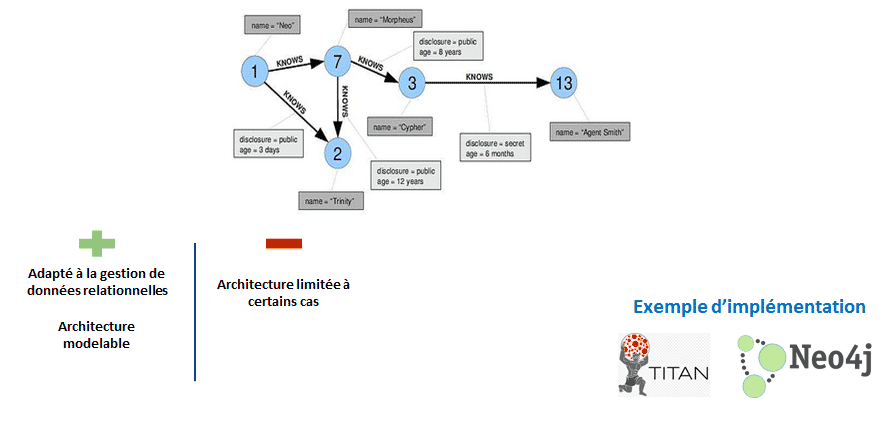 name = "Neo"
name = "Morpheus"
disclosure = public
age = 8 years
1
KNOWS
7
KNOWS
3
KNOWS
13
KNOWS
KNOWS
name = "Cypher"
name = "Agent Smith"
disclosure = public
age = 3 days
2
disclosure = secret
age = 6 months
disclosure = public
age = 12 years
name = "Trinity"
Adapté à la gestion de
données relationnelles
Architecture
modelable
Architecture limitée à
certains cas
Exemple d'implémentation
TITAN
Neo4j